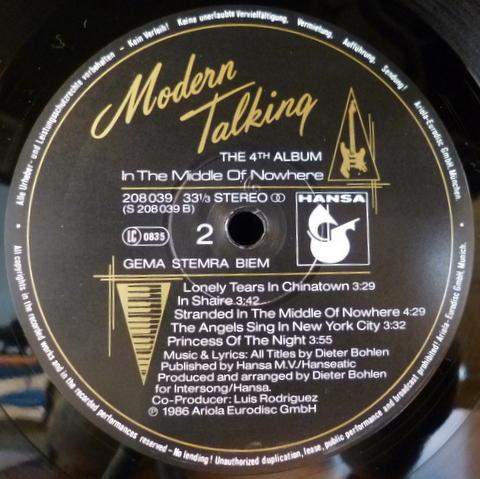 Alle Urheber- und Leistungsschutzrechte vorbehalten - Kein Verleih! Keine unerlaubte Vervielfältigung, Vermietung, Aufführung, Sendung! Ariola-Eurodisc GmbH, München.
Modern
Talking
THE 4TH ALBUM
In The Middle Of Nowhere
208 039 33⅓ STEREO
(S 208 039 B)
HANSA
LC 0835
2
GEMA STEMRA BIEM
Lonely Tears In Chinatown 3:29
In Shaire 3:42
Stranded In The Middle Of Nowhere 4:29
The Angels Sing In New York City 3:32
Princess Of The Night 3:55
Music & Lyrics: All Titles by Dieter Bohlen
Published by Hansa M.V./Hanseatic
Produced and arranged by Dieter Bohlen
for Intersong/Hansa.
Co-Producer: Luis Rodriguez
℗ 1986 Ariola Eurodisc GmbH
All copyrights in the recorded works and in the recorded performances reserved - No lending! Unauthorized duplication, lease, public performance and broadcast prohibited! Ariola-Eurodisc GmbH, Munich.